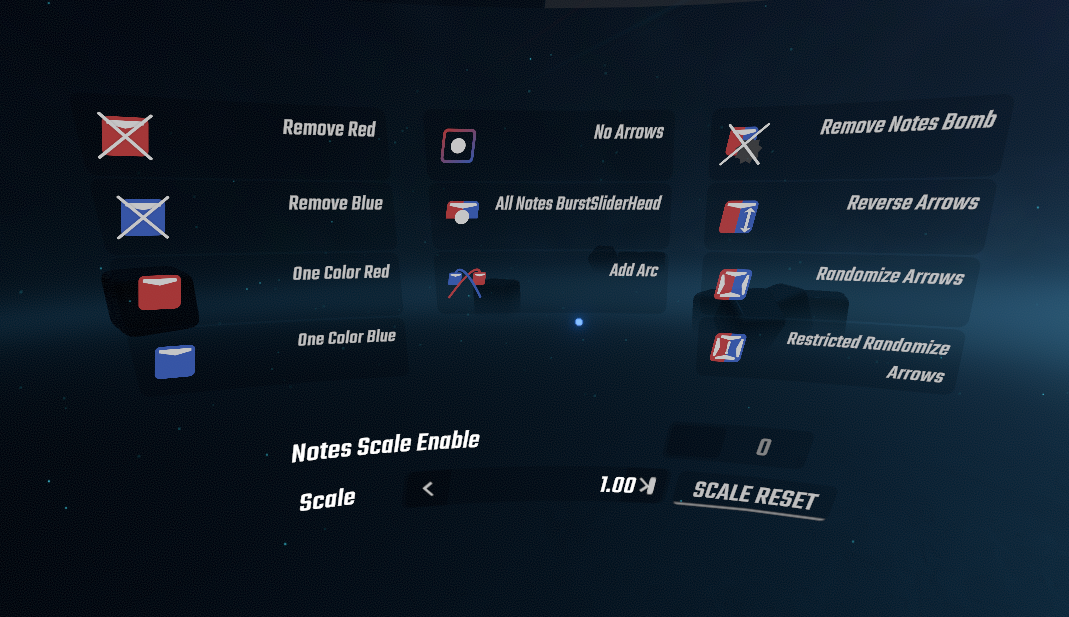 Remove Red
No Arrows
Remove Notes Bomb
Remove Blue
All Notes BurstSliderHead
Reverse Arrows
One Color Red
Add Arc
Randomize Arrows
One Color Blue
Restricted Randomize
Arrows
Notes Scale Enable
0
Scale
<
1.00
>
SCALE RESET